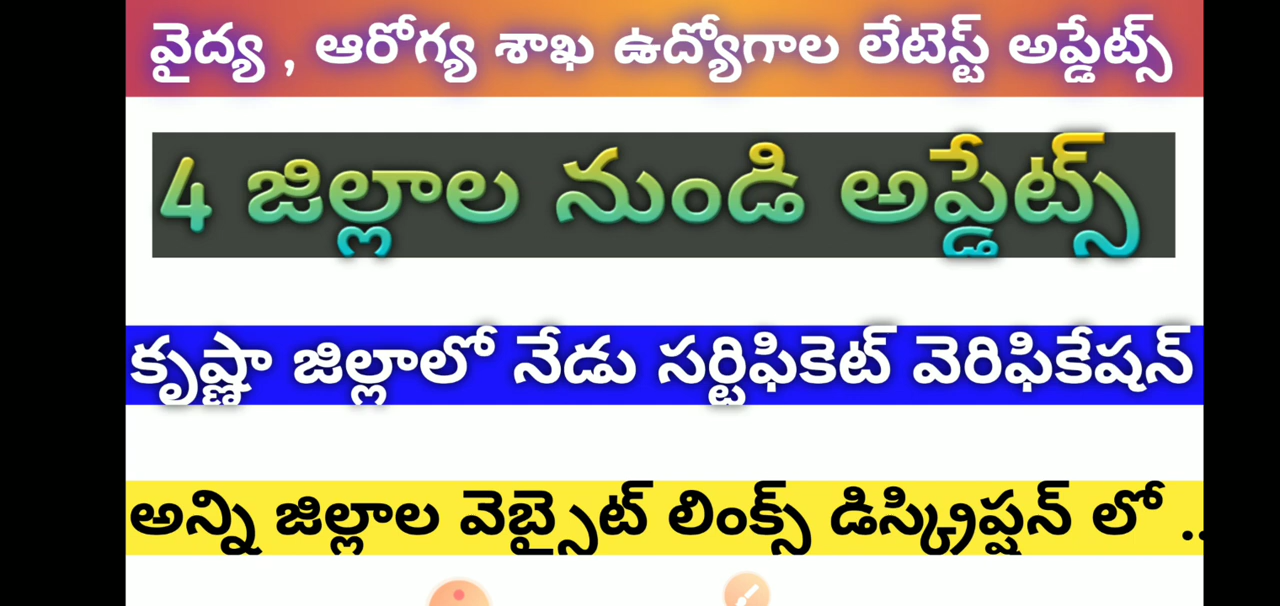 వైద్య , ఆరోగ్య శాఖ ఉద్యోగాల లేటెస్ట్ అప్డేట్స్
4 జిల్లాల నుండి అప్డేట్స్
కృష్ణా జిల్లాలో నేడు సర్టిఫికెట్ వెరిఫికేషన్
అన్ని జిల్లాల వెబ్సైట్ లింక్స్ డిస్క్రిప్షన్ లో ..